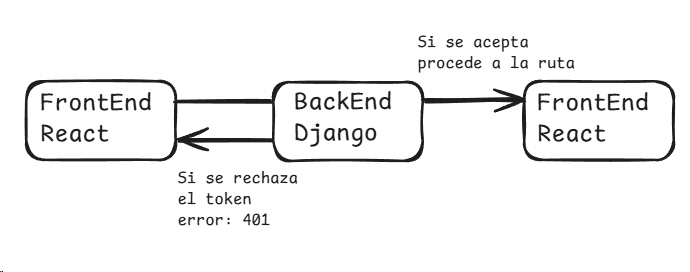 Si se acepta
procede a la ruta
FrontEnd
React
BackEnd
Django
FrontEnd
React
Si se rechaza
el token
error: 401